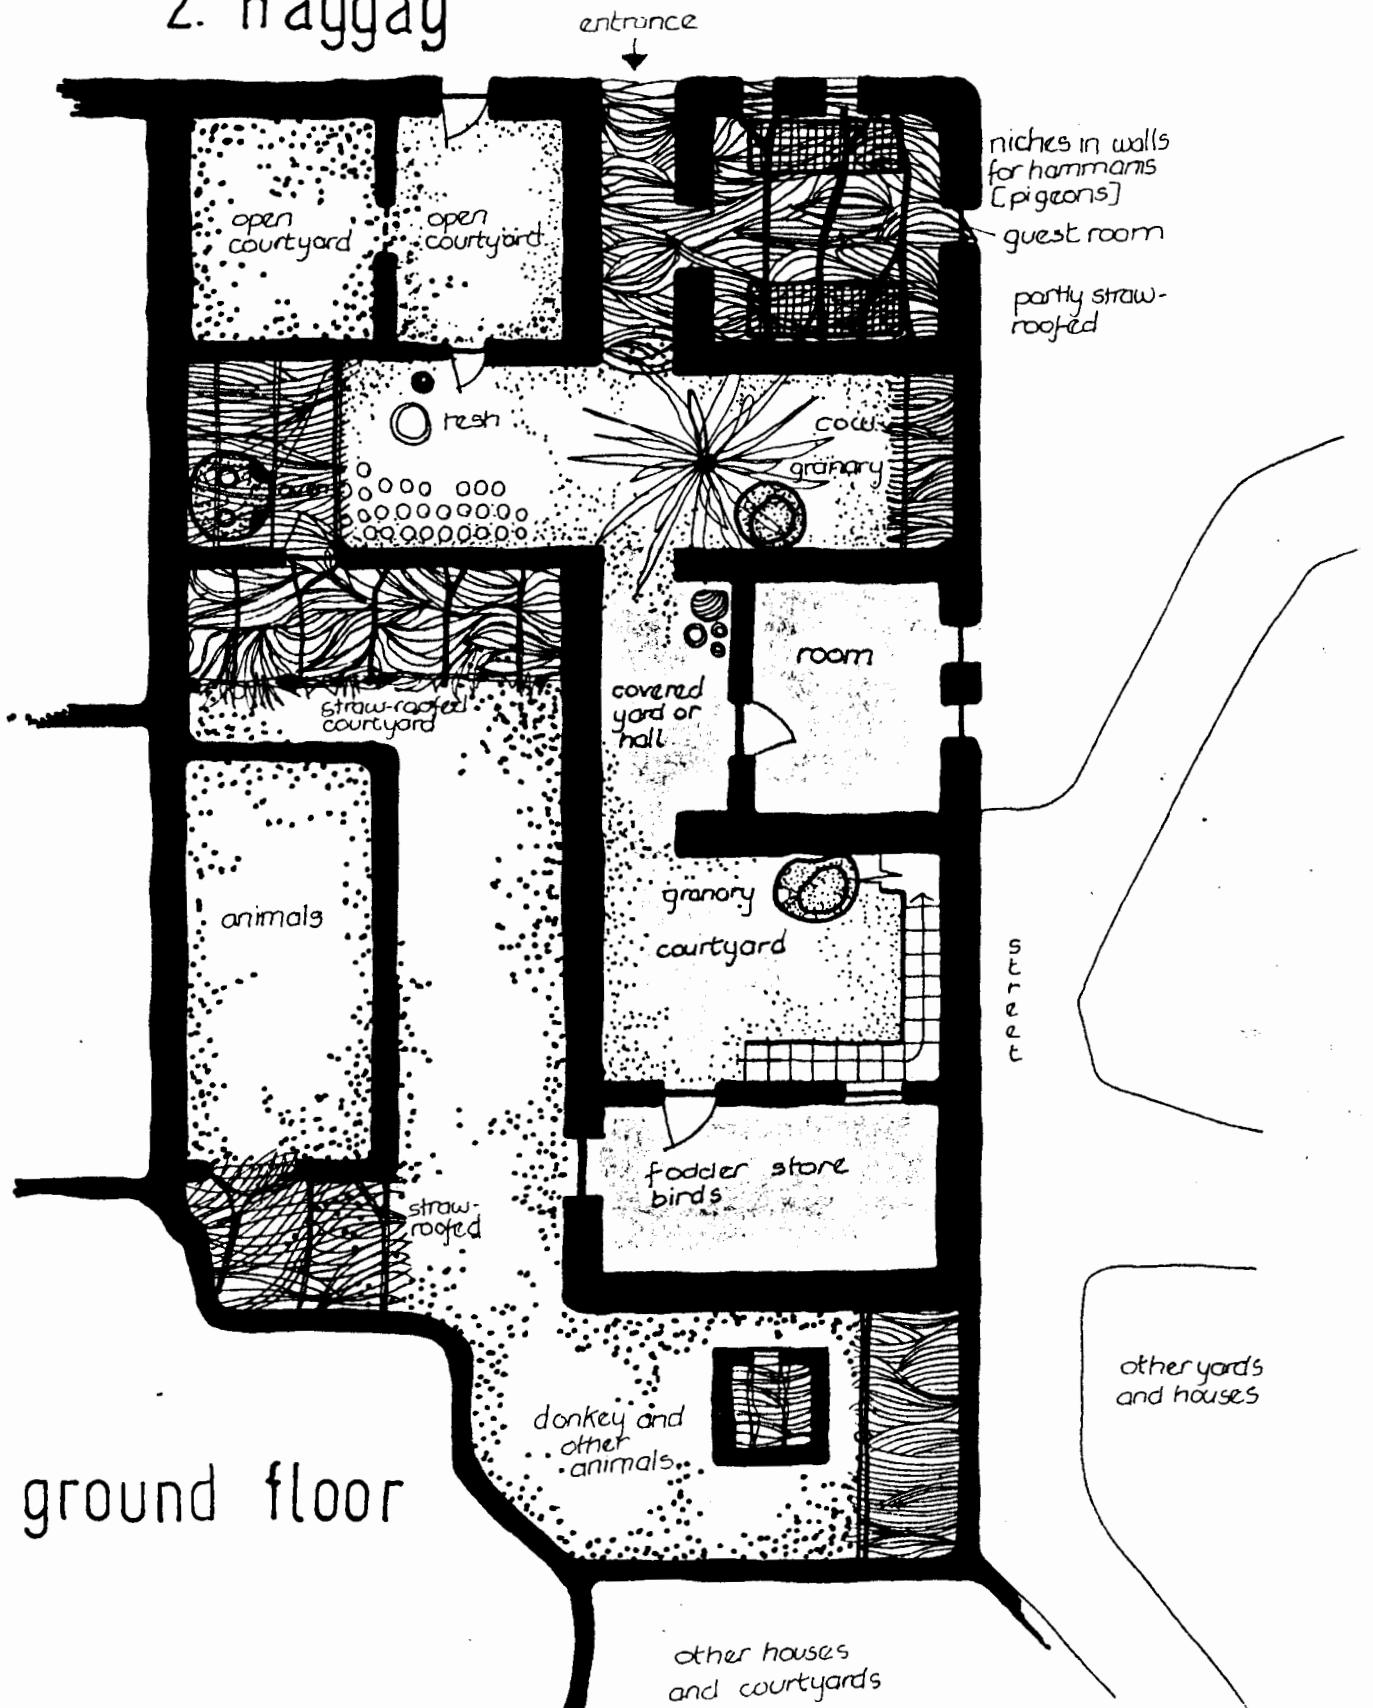 2. Haggag
entrance
niches in walls
for hammams
[pigeons]
guest room
partly straw-
roofed
open
courtyard
open
courtyard
tesh
cow
granary
oven
room
covered
yard or
hall
straw-roofed
courtyard
animals
granary
courtyard
street
fodder store
birds
straw-
roofed
donkey and
other
animals
other yards
and houses
ground floor
other houses
and courtyards